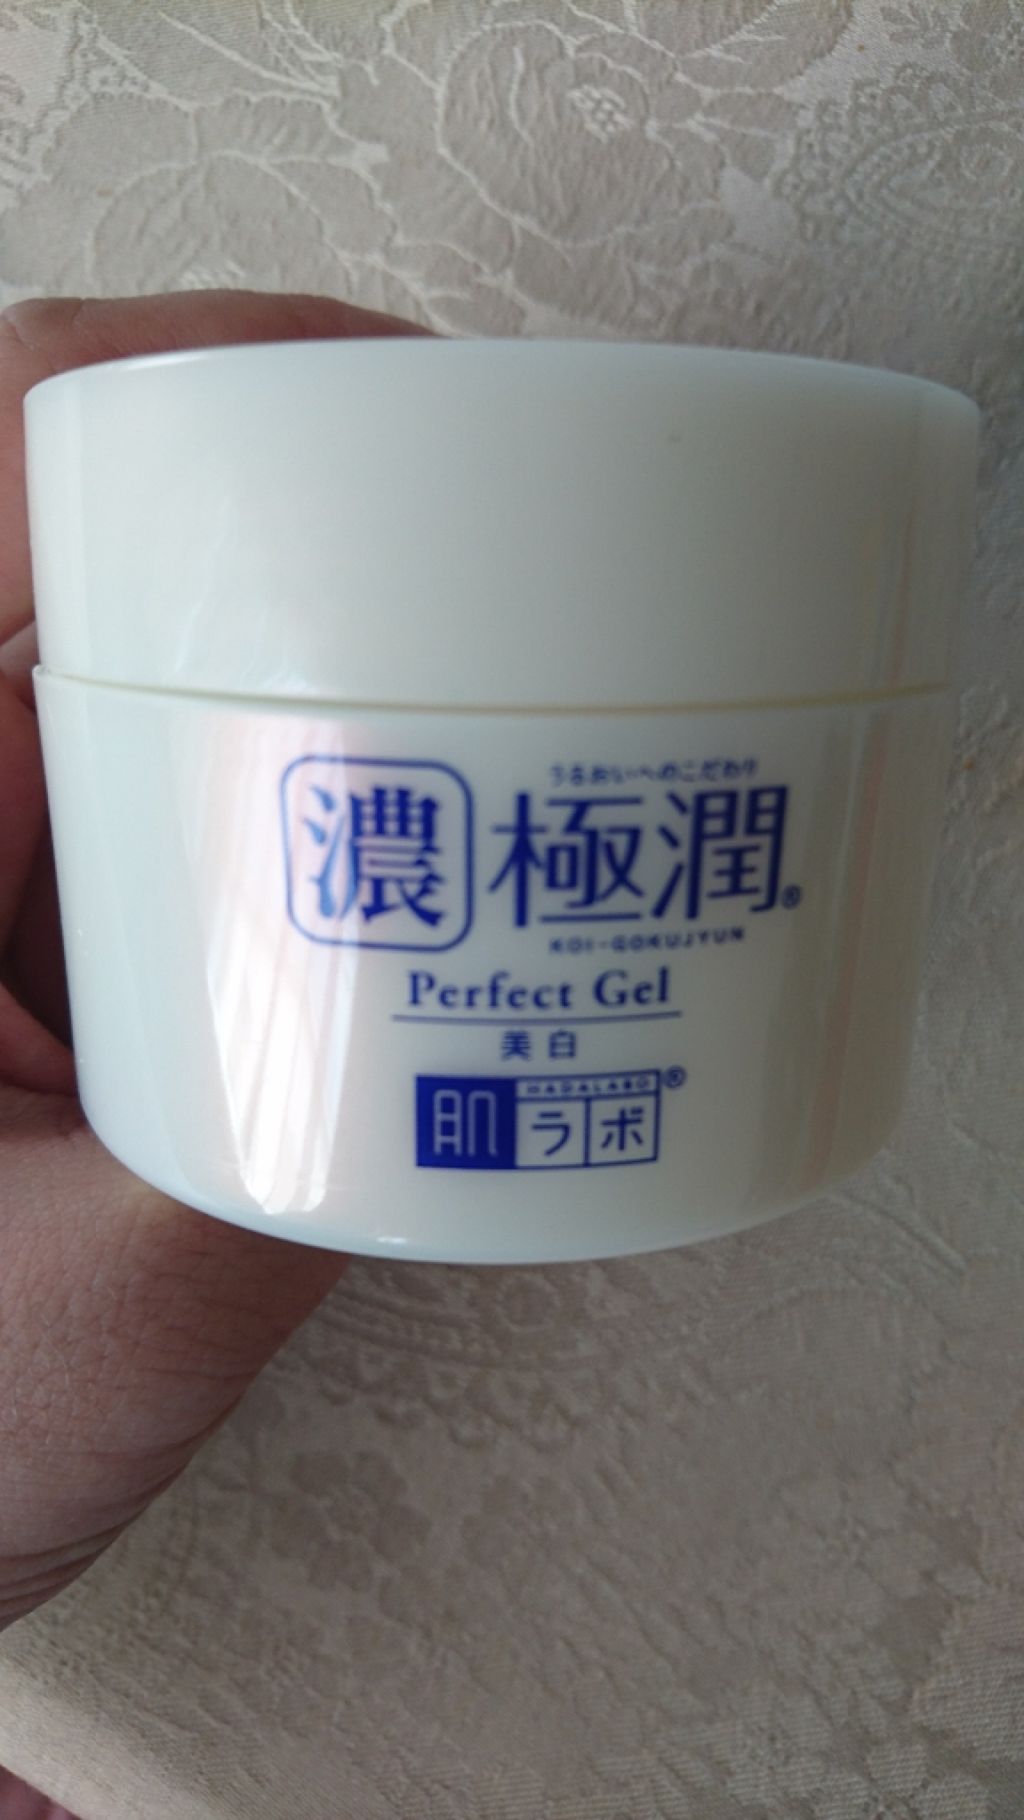 うるおいへのこだわり
濃 極潤®
KOI-GOKUJYUN
Perfect Gel
美白
HADALABO®
肌ラボ